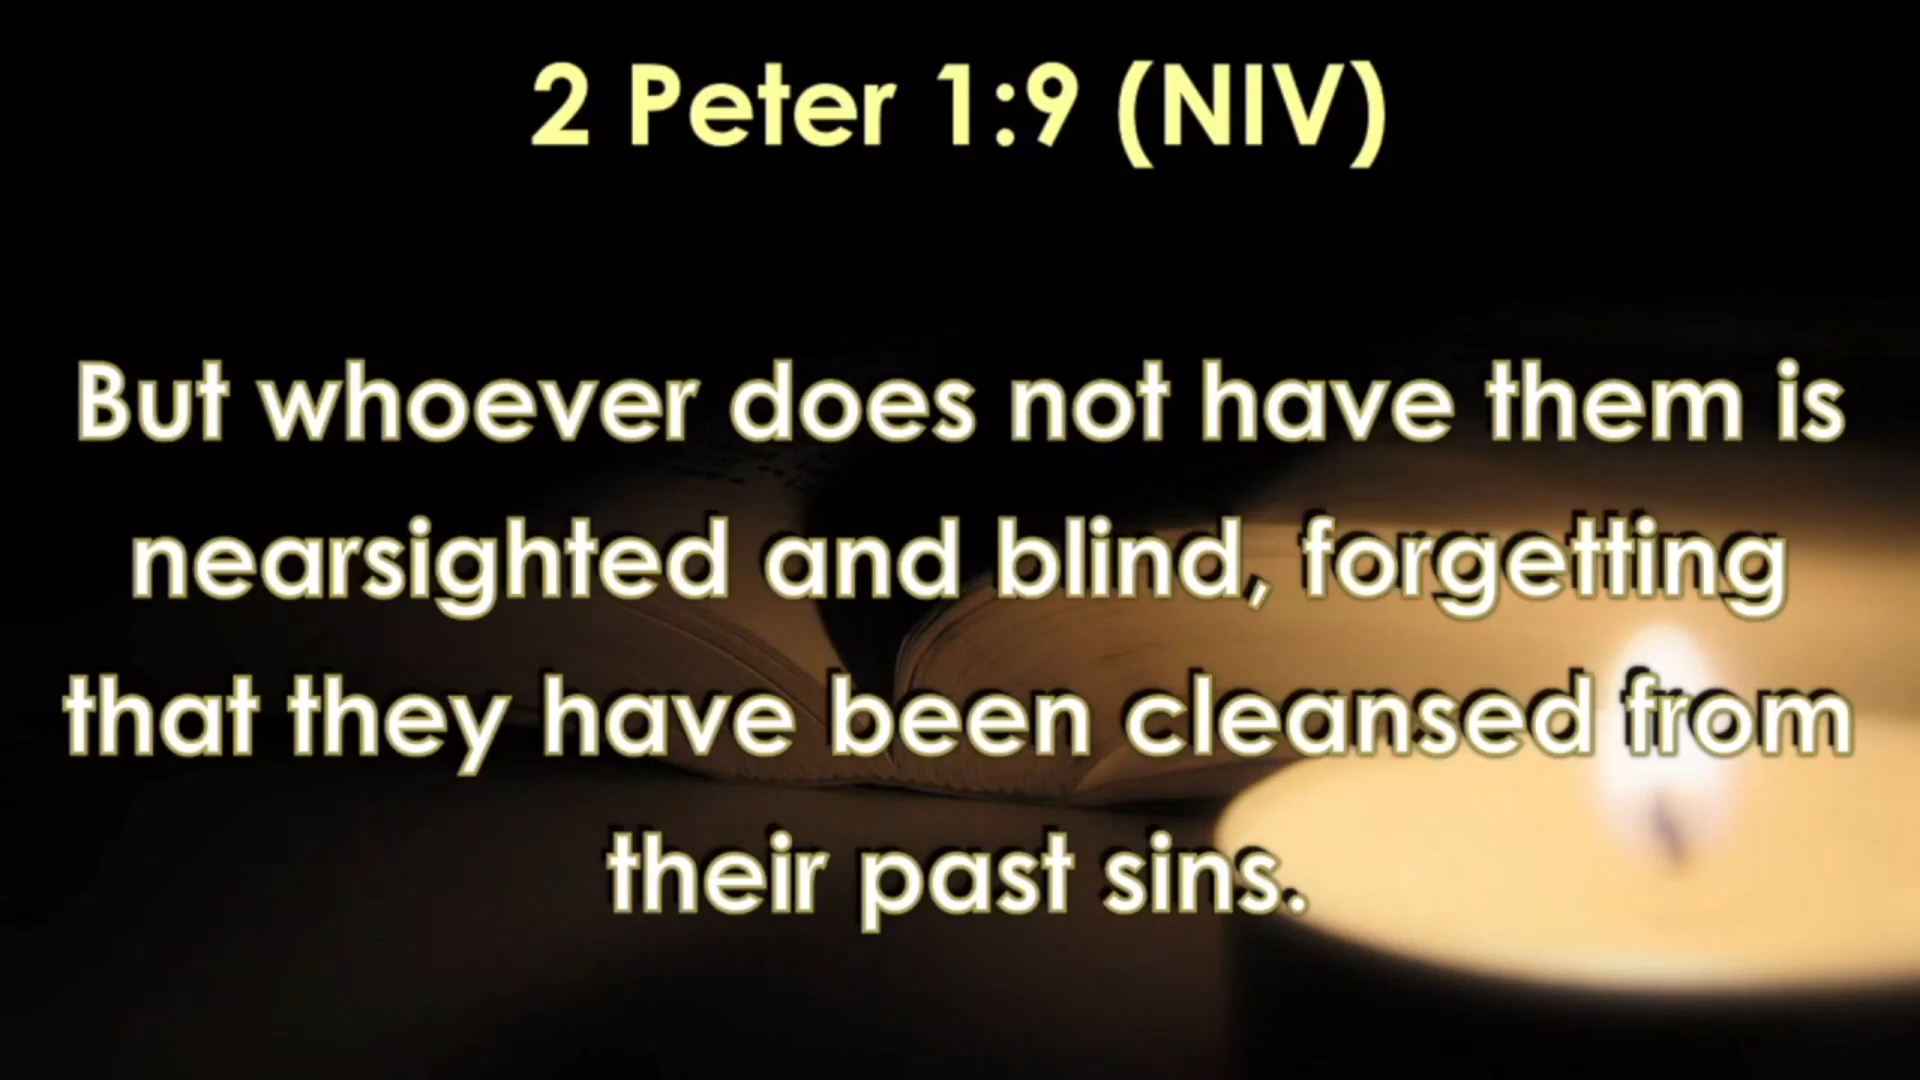 2 Peter 1:9 (NIV)
But whoever does not have them is
nearsighted and blind, forgetting
that they have been cleansed from
their past sins.